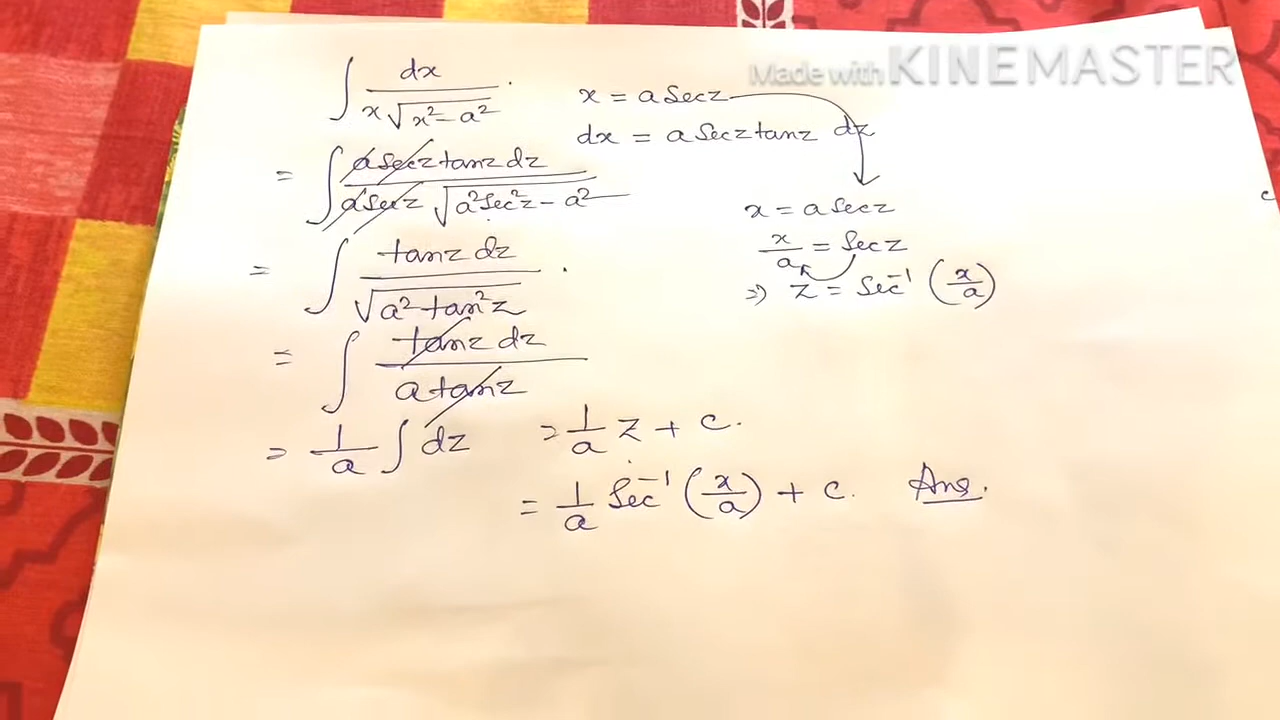 Made with KINEMASTER
∫ dx / x√(x² - a²) .
x = a Sec z
dx = a Sec z tan z dz
= ∫ a sec z tan z dz / a sec z √(a² sec² z - a²)
x = a sec z
= ∫ tan z dz / √(a² tan² z) .
x/a = Sec z
⇒ z = Sec⁻¹ (x/a)
= ∫ tan z dz / a tan z
= 1/a ∫ dz = 1/a z + c.
= 1/a Sec⁻¹ (x/a) + c. Ans.
c